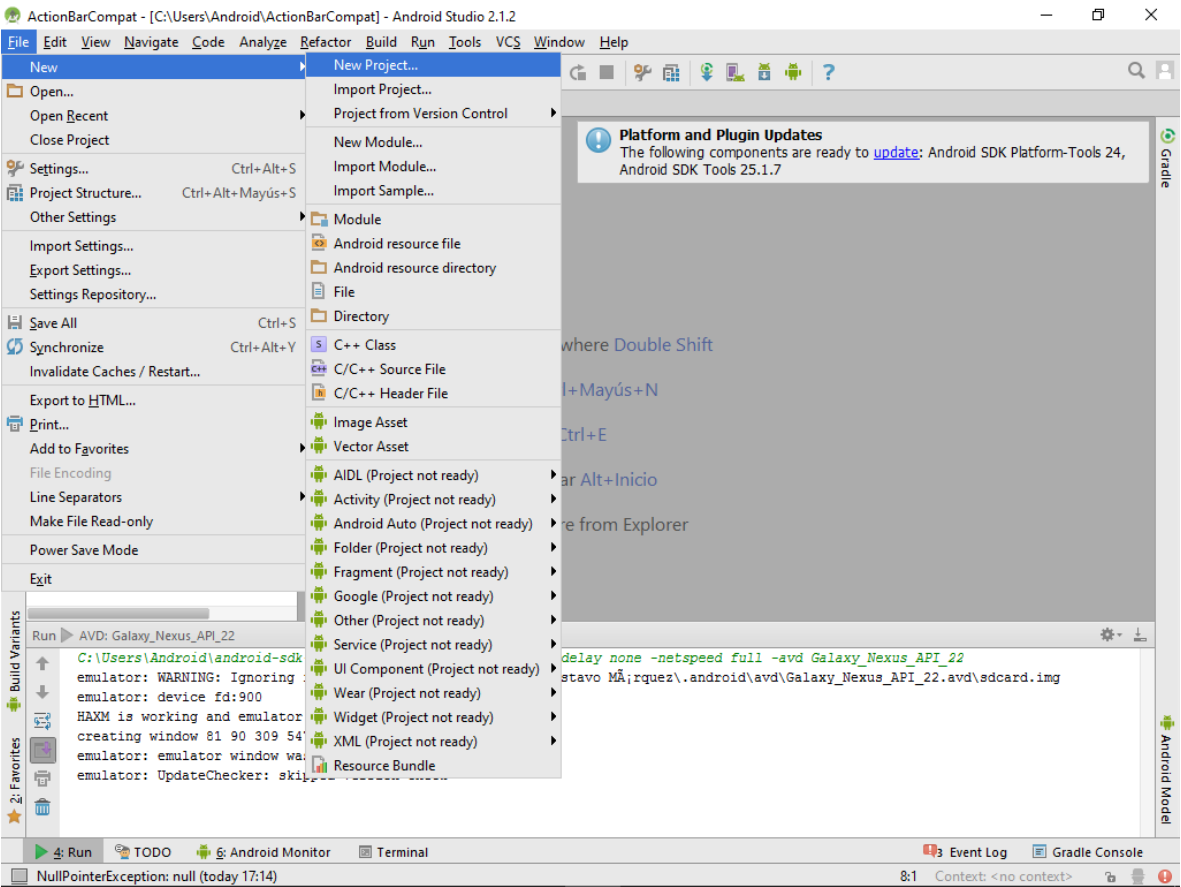 ActionBarCompat - [C:\Users\Android\ActionBarCompat] - Android Studio 2.1.2
File Edit View Navigate Code Analyze Refactor Build Run Tools VCS Window Help
New
Open...
Open Recent
Close Project
Settings... Ctrl+Alt+S
Project Structure... Ctrl+Alt+Mayús+S
Other Settings
Import Settings...
Export Settings...
Settings Repository...
Save All Ctrl+S
Synchronize Ctrl+Alt+Y
Invalidate Caches / Restart...
Export to HTML...
Print...
Add to Favorites
File Encoding
Line Separators
Make File Read-only
Power Save Mode
Exit
New Project...
Import Project...
Project from Version Control
New Module...
Import Module...
Import Sample...
Module
Android resource file
Android resource directory
File
Directory
C++ Class
C/C++ Source File
C/C++ Header File
Image Asset
Vector Asset
AIDL (Project not ready)
Activity (Project not ready)
Android Auto (Project not ready)
Folder (Project not ready)
Fragment (Project not ready)
Google (Project not ready)
Other (Project not ready)
Service (Project not ready)
UI Component (Project not ready)
Wear (Project not ready)
Widget (Project not ready)
XML (Project not ready)
Resource Bundle
Platform and Plugin Updates
The following components are ready to update: Android SDK Platform-Tools 24,
Android SDK Tools 25.1.7
where Double Shift
l+Mayús+N
Ctrl+E
ar Alt+Inicio
re from Explorer
Gradle
Android Model
Build Variants
2: Favorites
Run AVD: Galaxy_Nexus_API_22
C:\Users\Android\android-sdk delay none -netspeed full -avd Galaxy_Nexus_API_22
emulator: WARNING: Ignoring stavo MÃ¡rquez\.android\avd\Galaxy_Nexus_API_22.avd\sdcard.img
emulator: device fd:900
HAXM is working and emulator
creating window 81 90 309 547
emulator: emulator window wa
emulator: UpdateChecker: skipped version check
4: Run TODO 6: Android Monitor Terminal 3 Event Log Gradle Console
NullPointerException: null (today 17:14) 8:1 Context: <no context>